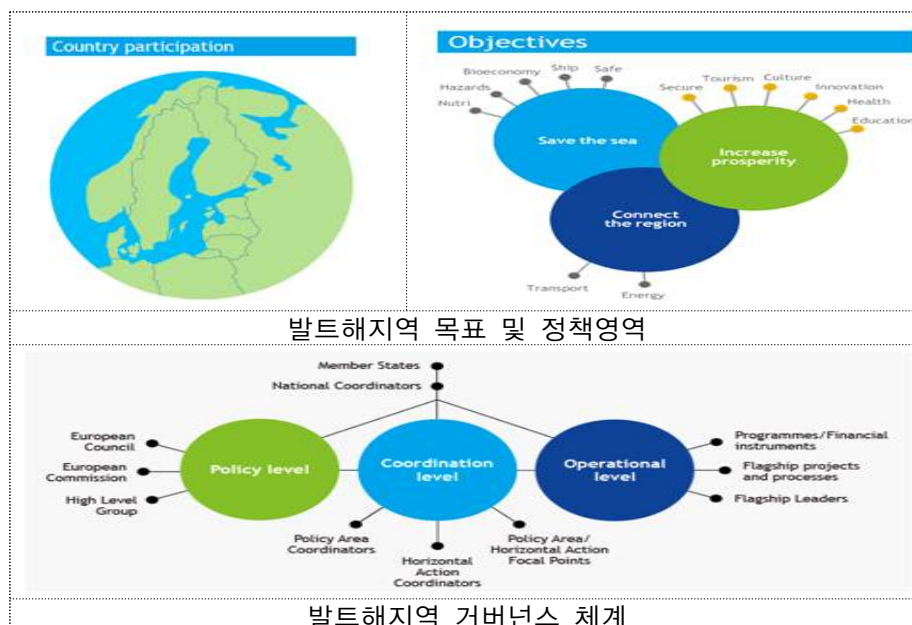 Country participation
Objectives
Bioeconomy
Ship
Safe
Hazards
Nutri
Secure
Tourism
Culture
Innovation
Health
Education
Save the sea
Increase
prosperity
Connect
the region
Transport
Energy
발트해지역 목표 및 정책영역
Member States
National Coordinators
European
Council
European
Commission
High Level
Group
Policy level
Coordination
level
Operational
level
Programmes/Financial
instruments
Flagship projects
and processes
Flagship Leaders
Policy Area
Coordinators
Horizontal
Action
Coordinators
Policy Area/
Horizontal Action
Focal Points
발트해지역 거버넌스 체계